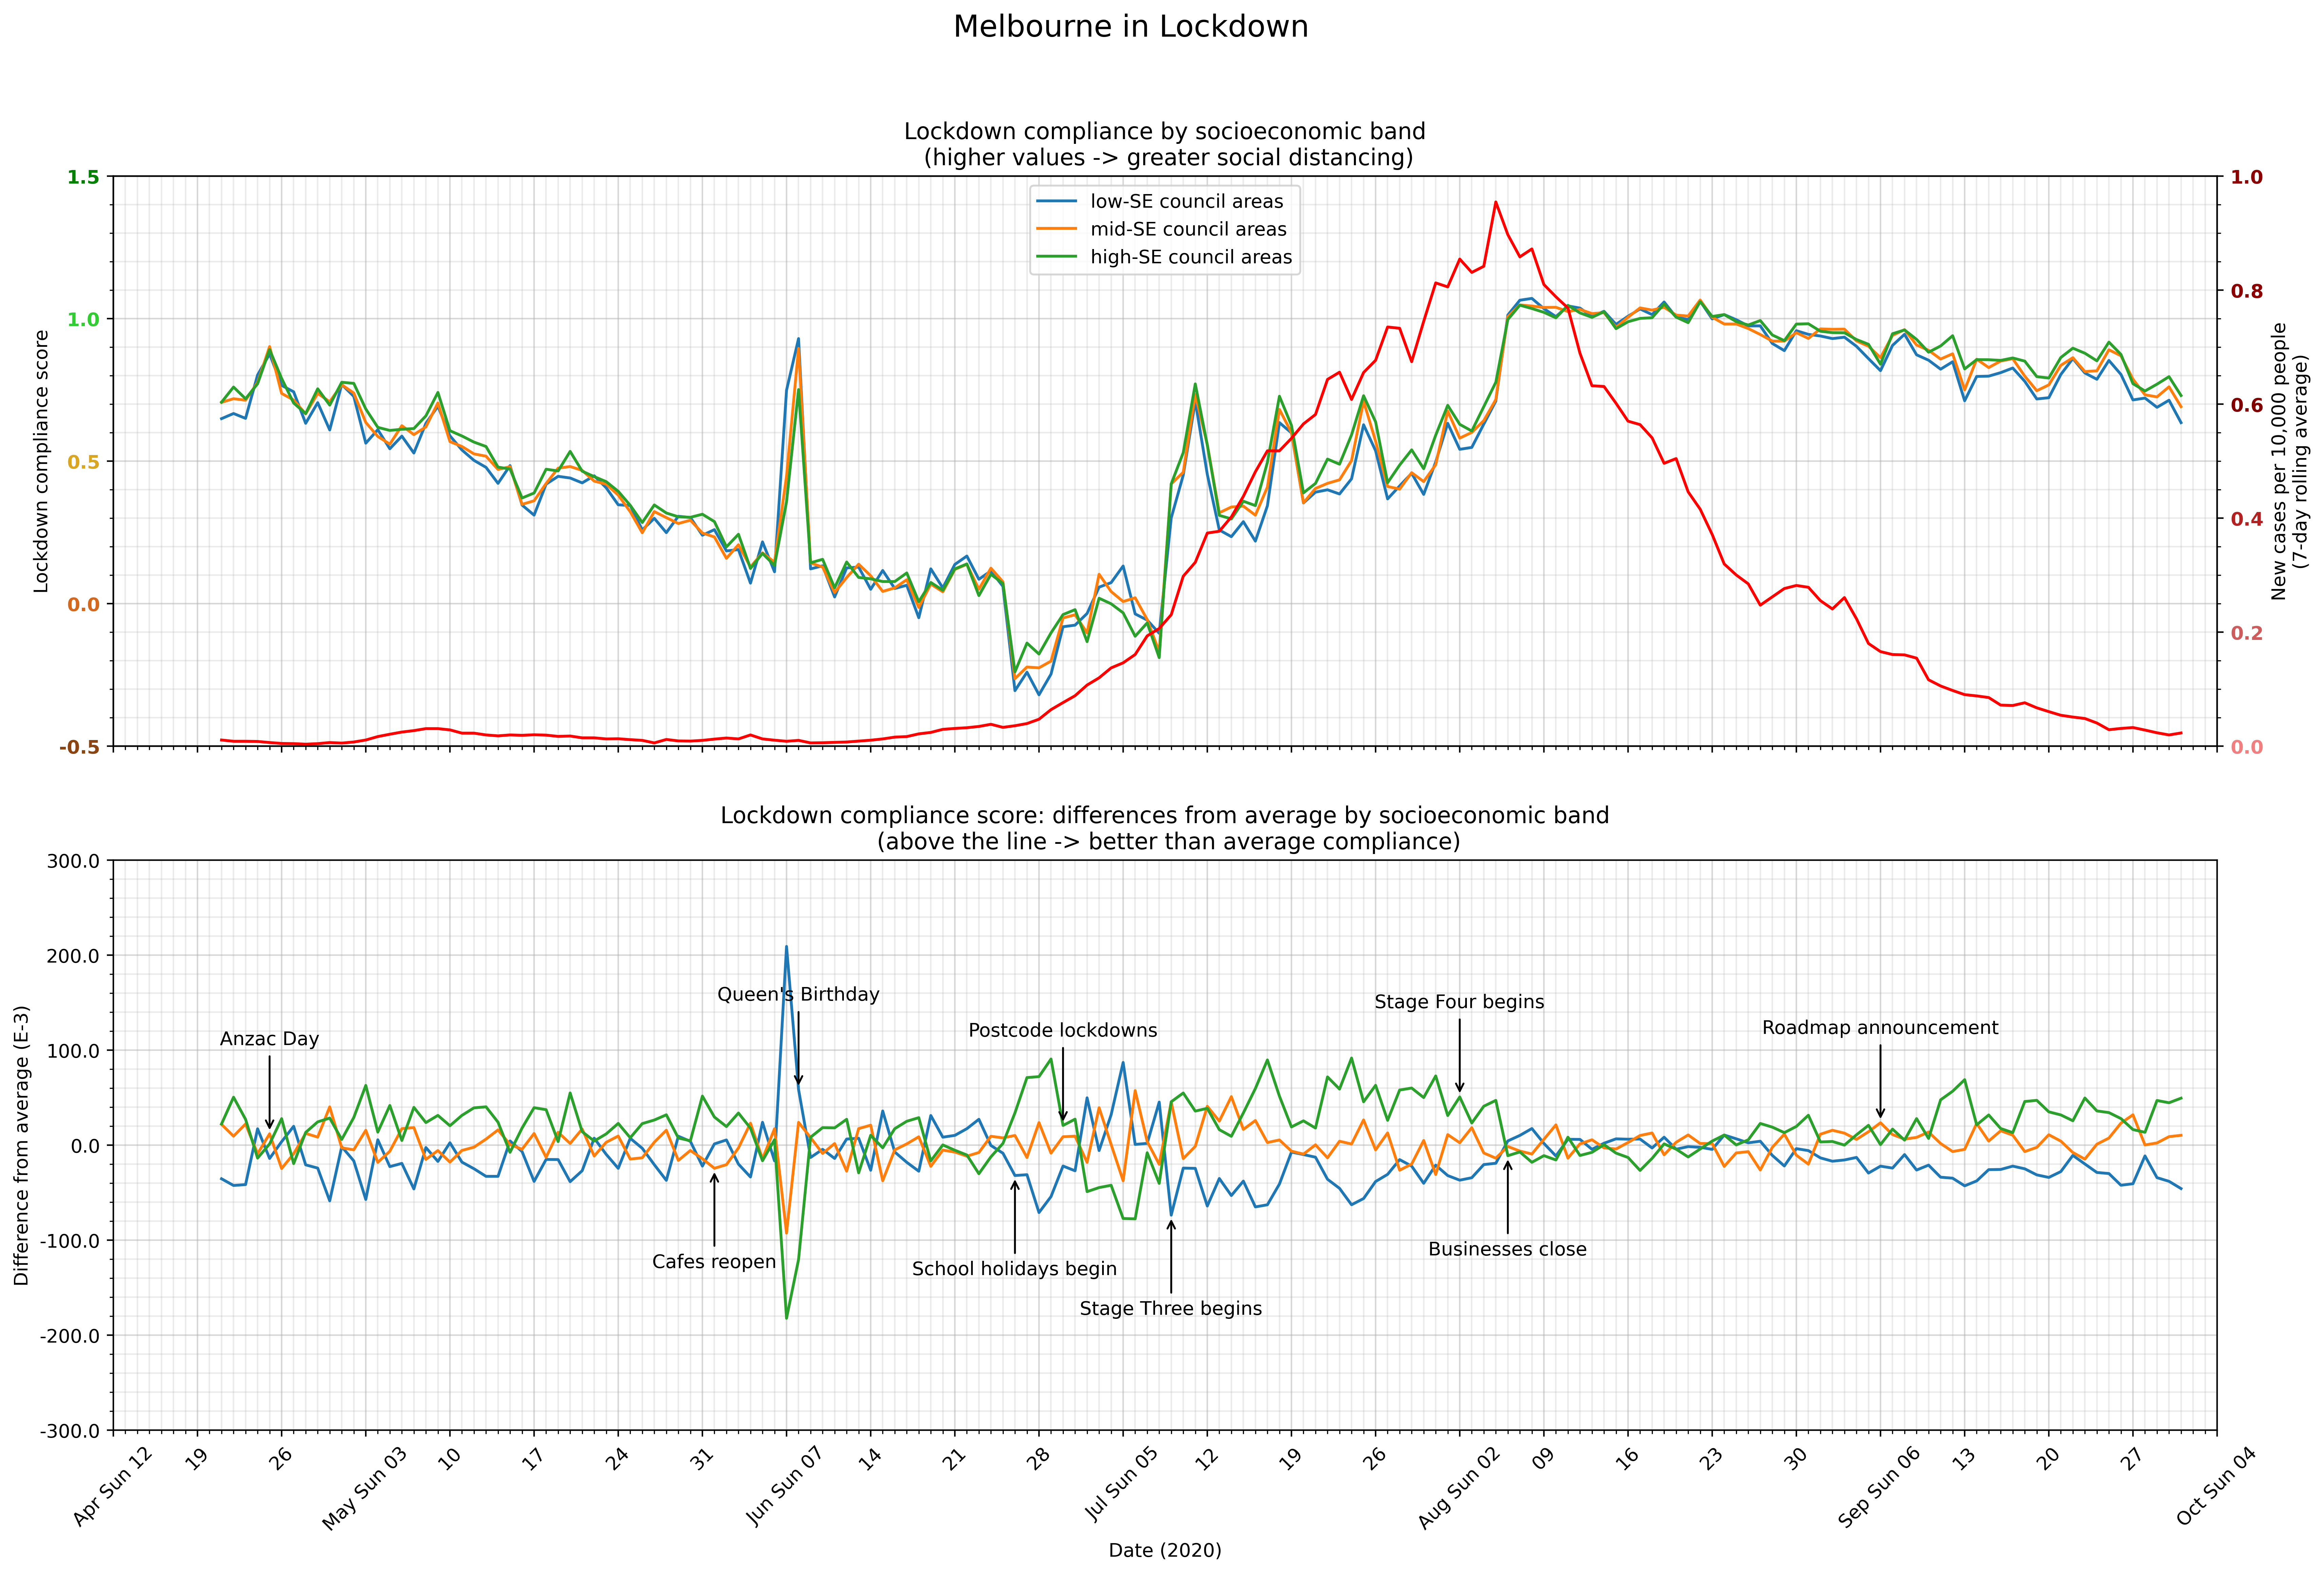 Melbourne in Lockdown
Lockdown compliance by socioeconomic band
(higher values -> greater social distancing)
1.5
1.0
0.5
0.0
-0.5
Lockdown compliance score
low-SE council areas
mid-SE council areas
high-SE council areas
1.0
0.8
0.6
0.4
0.2
0.0
New cases per 10,000 people
(7-day rolling average)
Lockdown compliance score: differences from average by socioeconomic band
(above the line -> better than average compliance)
300.0
200.0
100.0
0.0
-100.0
-200.0
-300.0
Difference from average (E-3)
Anzac Day
Queen's Birthday
Postcode lockdowns
Stage Four begins
Roadmap announcement
Cafes reopen
School holidays begin
Stage Three begins
Businesses close
Apr Sun 12
19
26
May Sun 03
10
17
24
31
Jun Sun 07
14
21
28
Jul Sun 05
12
19
26
Aug Sun 02
09
16
23
30
Sep Sun 06
13
20
27
Oct Sun 04
Date (2020)